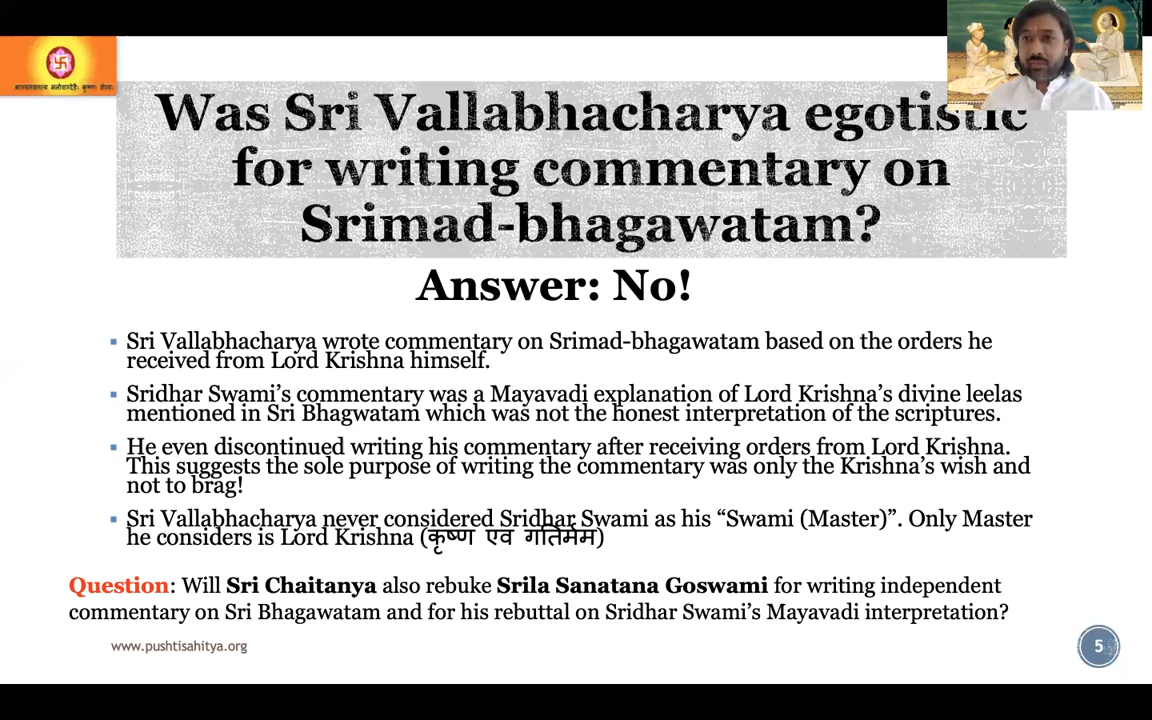 Was Sri Vallabhacharya egotistic
for writing commentary on
Srimad-bhagawatam?
Answer: No!
▪ Sri Vallabhacharya wrote commentary on Srimad-bhagawatam based on the orders he
received from Lord Krishna himself.
▪ Sridhar Swami’s commentary was a Mayavadi explanation of Lord Krishna’s divine leelas
mentioned in Sri Bhagwatam which was not the honest interpretation of the scriptures.
▪ He even discontinued writing his commentary after receiving orders from Lord Krishna.
This suggests the sole purpose of writing the commentary was only the Krishna’s wish and
not to brag!
▪ Sri Vallabhacharya never considered Sridhar Swami as his “Swami (Master)”. Only Master
he considers is Lord Krishna (कृष्ण एव गतिर्मम)
Question: Will Sri Chaitanya also rebuke Srila Sanatana Goswami for writing independent
commentary on Sri Bhagawatam and for his rebuttal on Sridhar Swami’s Mayavadi interpretation?
www.pushtisahitya.org
5